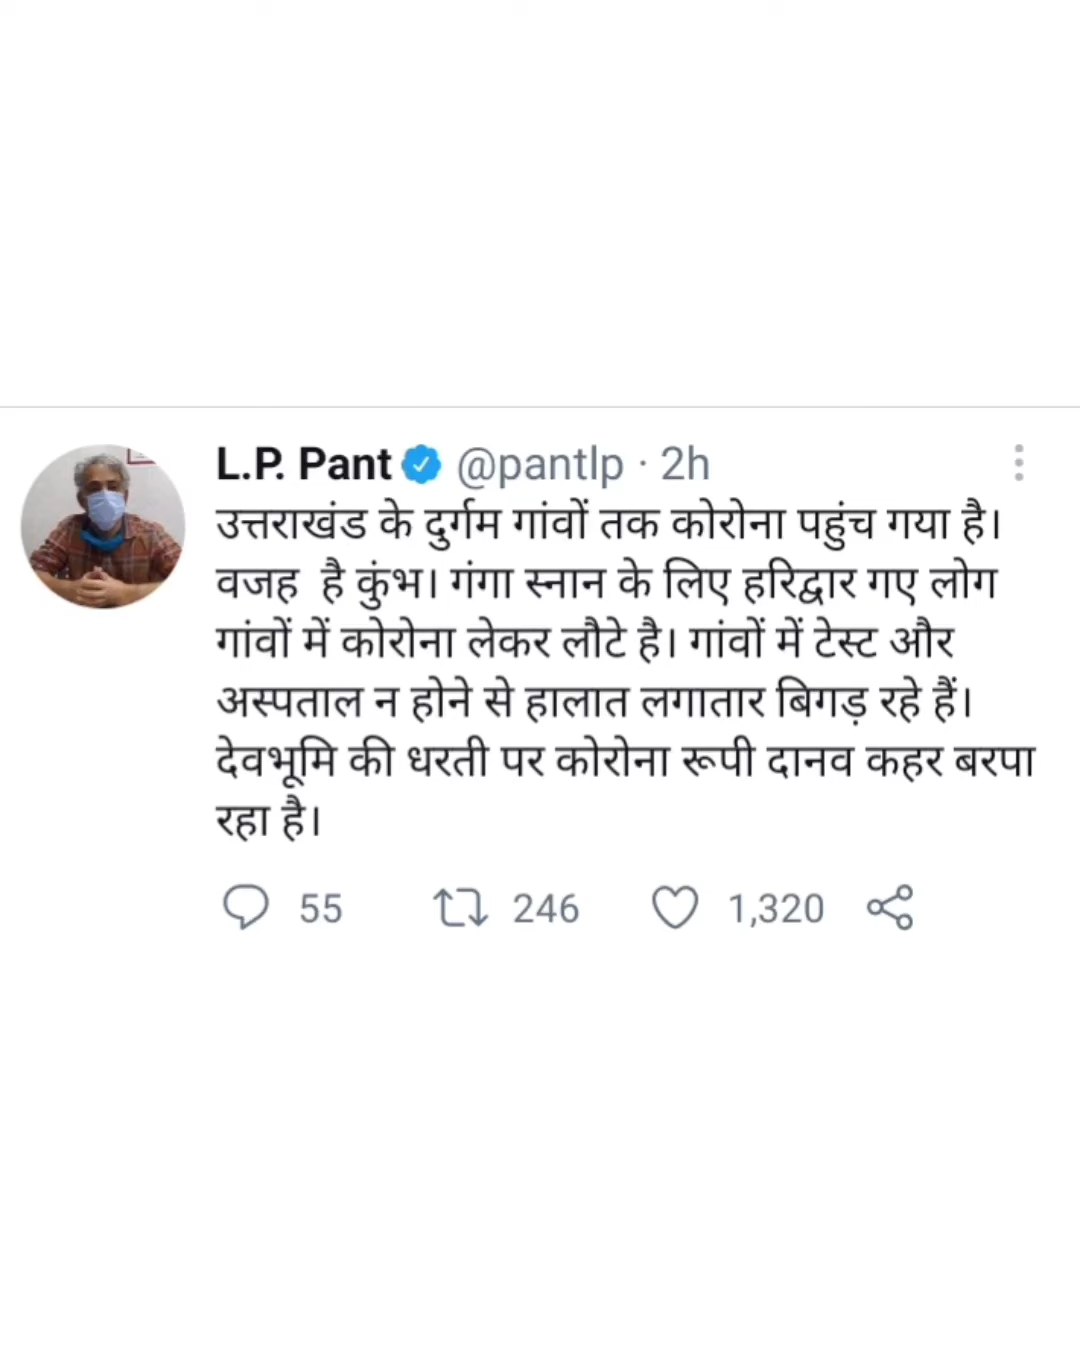 L.P. Pant @pantlp · 2h
उत्तराखंड के दुर्गम गांवों तक कोरोना पहुंच गया है।
वजह  है कुंभ। गंगा स्नान के लिए हरिद्वार गए लोग
गांवों में कोरोना लेकर लौटे है। गांवों में टेस्ट और
अस्पताल न होने से हालात लगातार बिगड़ रहे हैं।
देवभूमि की धरती पर कोरोना रूपी दानव कहर बरपा
रहा है।
55 246 1,320